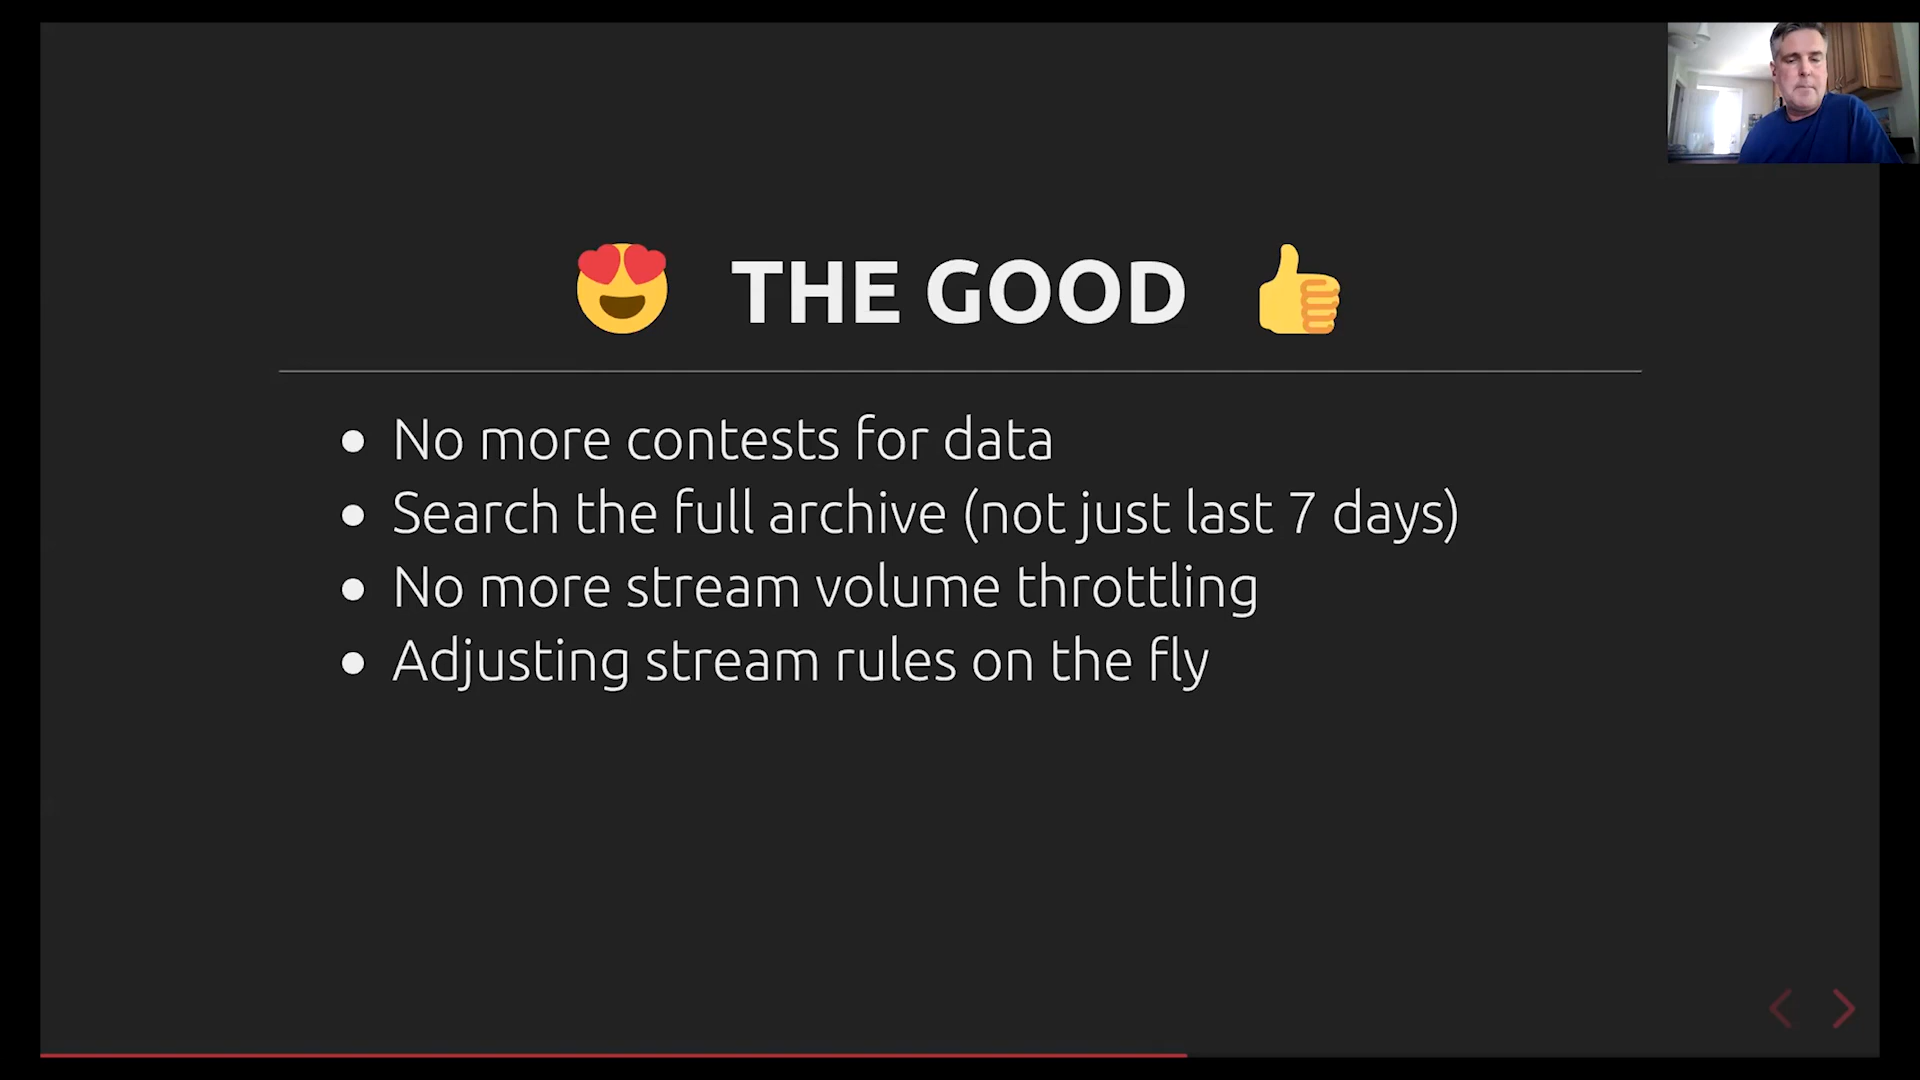 THE GOOD
No more contests for data
Search the full archive (not just last 7 days)
No more stream volume throttling
Adjusting stream rules on the fly